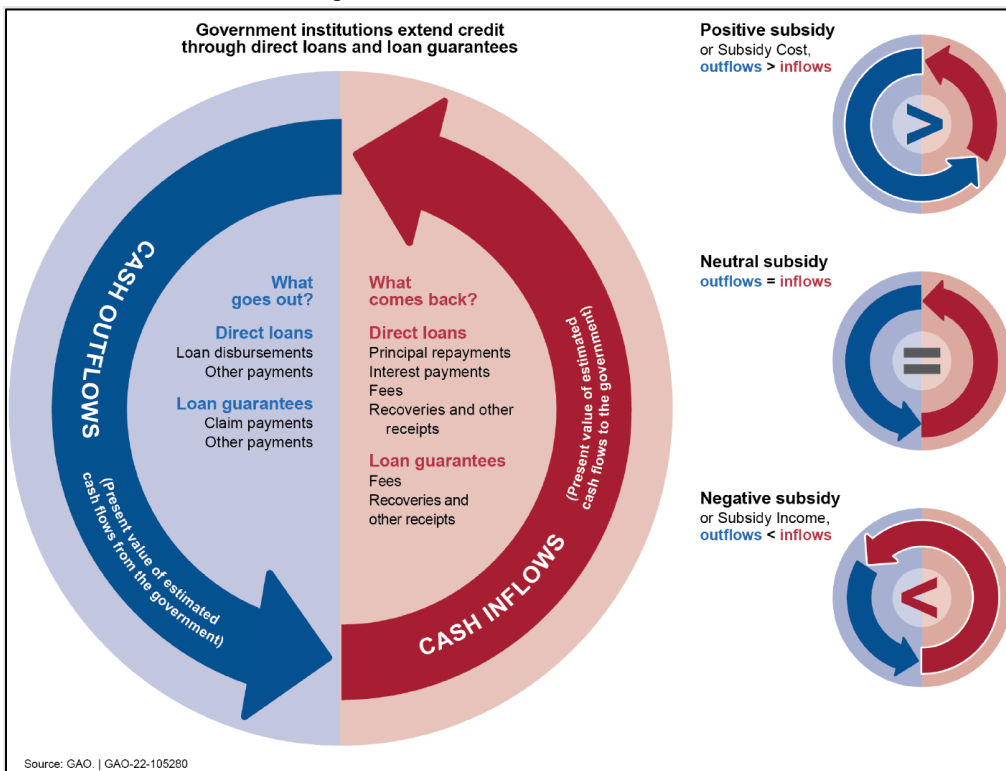 Government institutions extend credit
through direct loans and loan guarantees
CASH OUTFLOWS
(Present value of estimated
cash flows from the government)
What
goes out?
Direct loans
Loan disbursements
Other payments
Loan guarantees
Claim payments
Other payments
What
comes back?
Direct loans
Principal repayments
Interest payments
Fees
Recoveries and other
receipts
Loan guarantees
Fees
Recoveries and
other receipts
(Present value of estimated
cash flows to the government)
CASH INFLOWS
Positive subsidy
or Subsidy Cost,
outflows > inflows
>
Neutral subsidy
outflows = inflows
=
Negative subsidy
or Subsidy Income,
outflows < inflows
<
Source: GAO. | GAO-22-105280